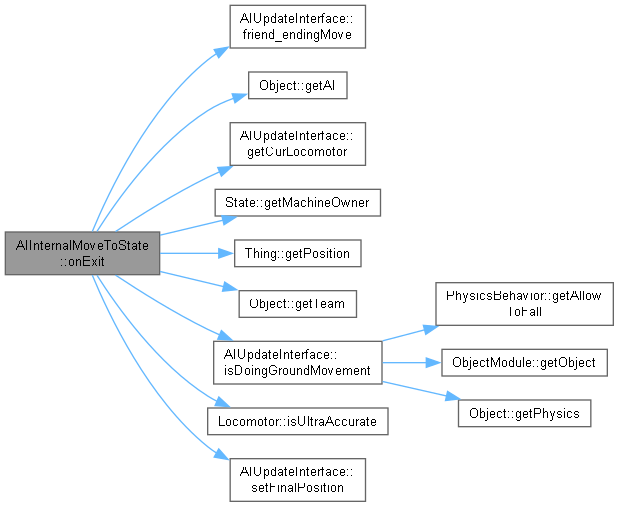 AIInternalMoveToState
::onExit
AIUpdateInterface::
friend_endingMove
Object::getAI
AIUpdateInterface::
getCurLocomotor
State::getMachineOwner
Thing::getPosition
Object::getTeam
AIUpdateInterface::
isDoingGroundMovement
PhysicsBehavior::getAllow
ToFall
ObjectModule::getObject
Object::getPhysics
Locomotor::isUltraAccurate
AIUpdateInterface::
setFinalPosition